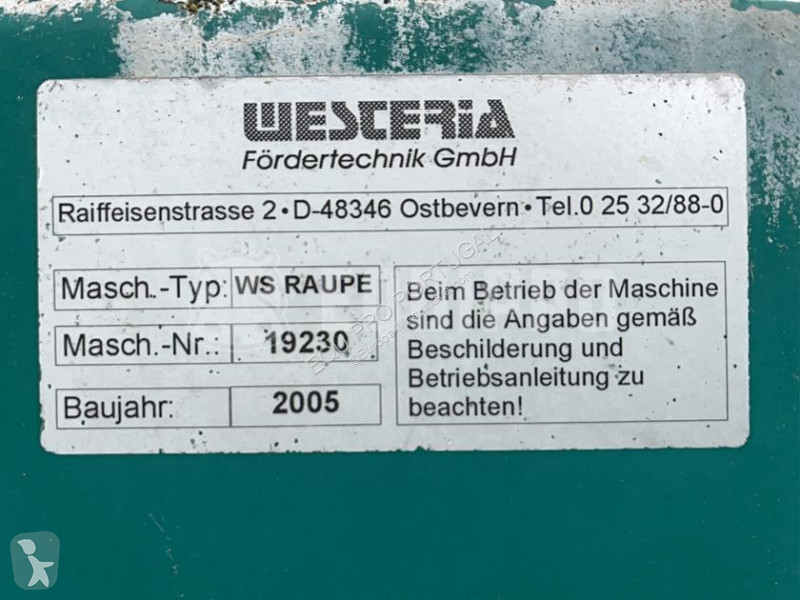 WESTERIA
Fördertechnik GmbH
Raiffeisenstrasse 2 • D-48346 Ostbevern • Tel.0 25 32/88-0
Masch.-Typ: WS RAUPE
Masch.-Nr.: 19230
Baujahr: 2005
Beim Betrieb der Maschine
sind die Angaben gemäß
Beschilderung und
Betriebsanleitung zu
beachten!